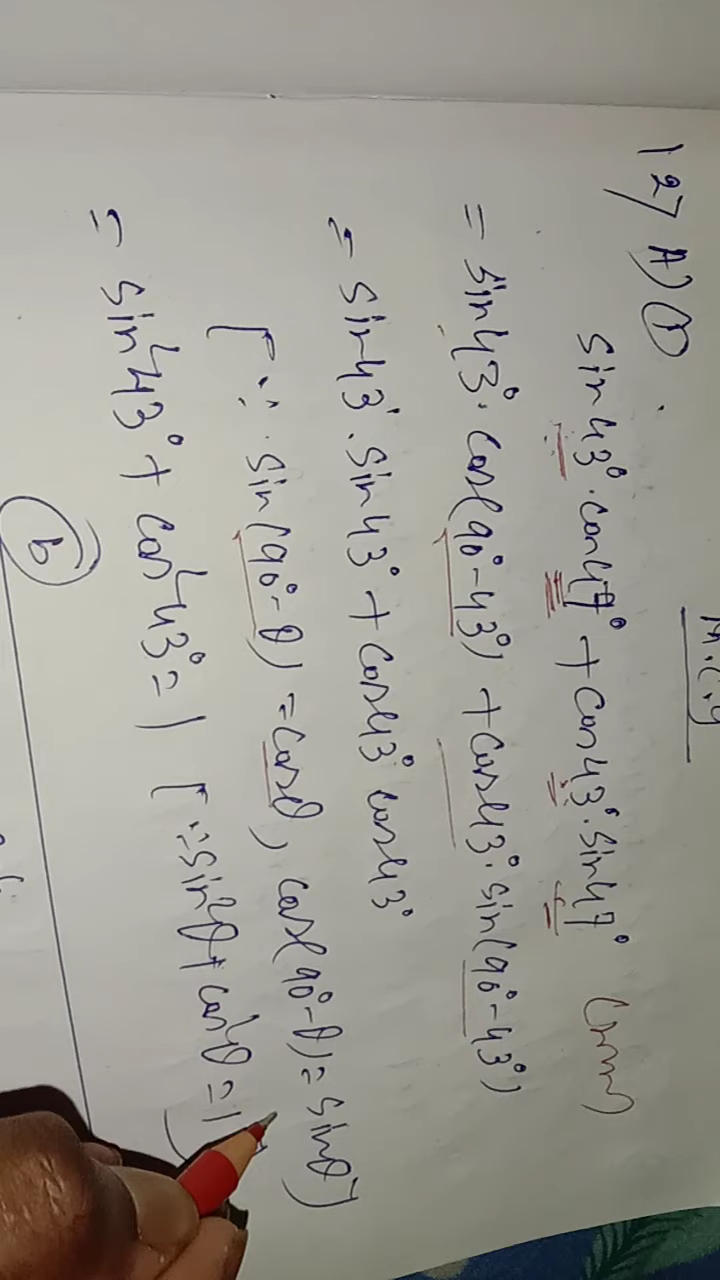 M.C.Q
12) A) (i)
sin43°.cos47° + cos43°.sin47°
= sin43°.cos(90°-43°) + cos43°.sin(90°-43°)
= sin43°.sin43° + cos43° cos43°
[∵ sin(90°-θ) = cosθ, cos(90°-θ) = sinθ]
= sin²43° + cos²43° = 1 [∵ sin²θ + cos²θ = 1]
b